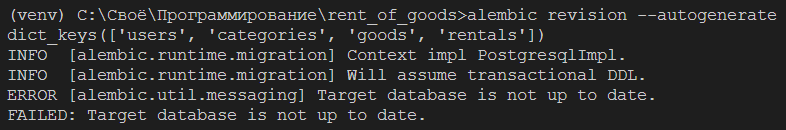 (venv) C:\Своё\Программирование\rent_of_goods>alembic revision --autogenerate
dict_keys(['users', 'categories', 'goods', 'rentals'])
INFO  [alembic.runtime.migration] Context impl PostgresqlImpl.
INFO  [alembic.runtime.migration] Will assume transactional DDL.
ERROR [alembic.util.messaging] Target database is not up to date.
FAILED: Target database is not up to date.